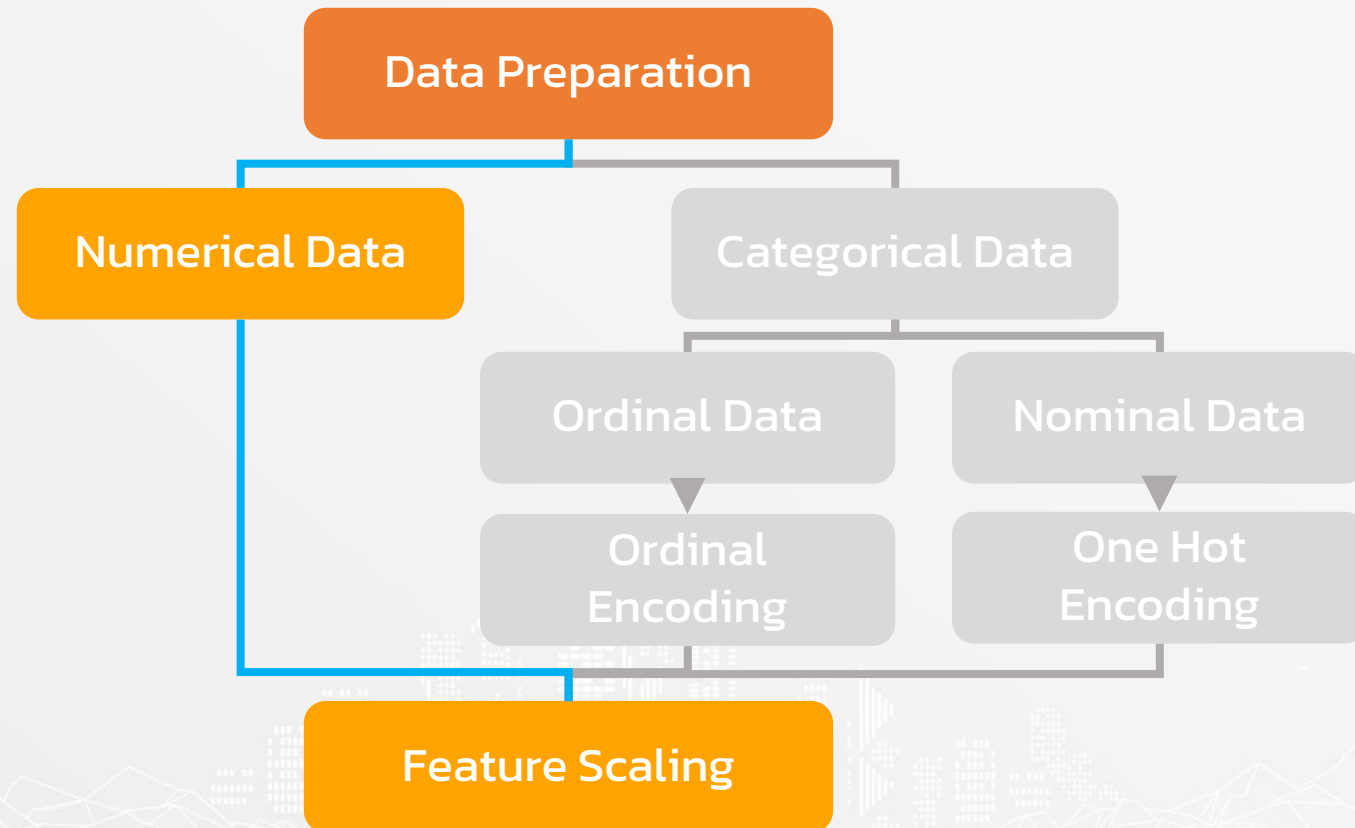 Data Preparation
Numerical Data
Categorical Data
Ordinal Data
Nominal Data
Ordinal
Encoding
One Hot
Encoding
Feature Scaling